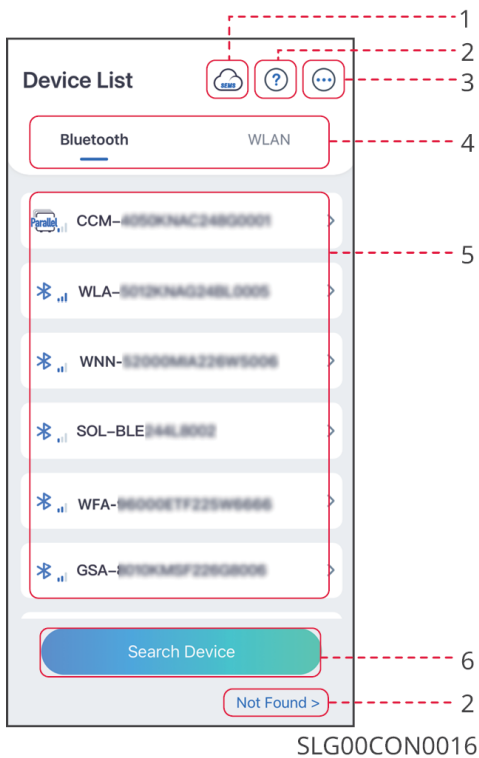 1
2
Device List
DEMO
3
Bluetooth
WLAN
4
Parallel
CCM-
5
WLA-
WNN-
SOL-BLE
WFA-
GSA-
Search Device
6
Not Found >
2
SLG00CON0016